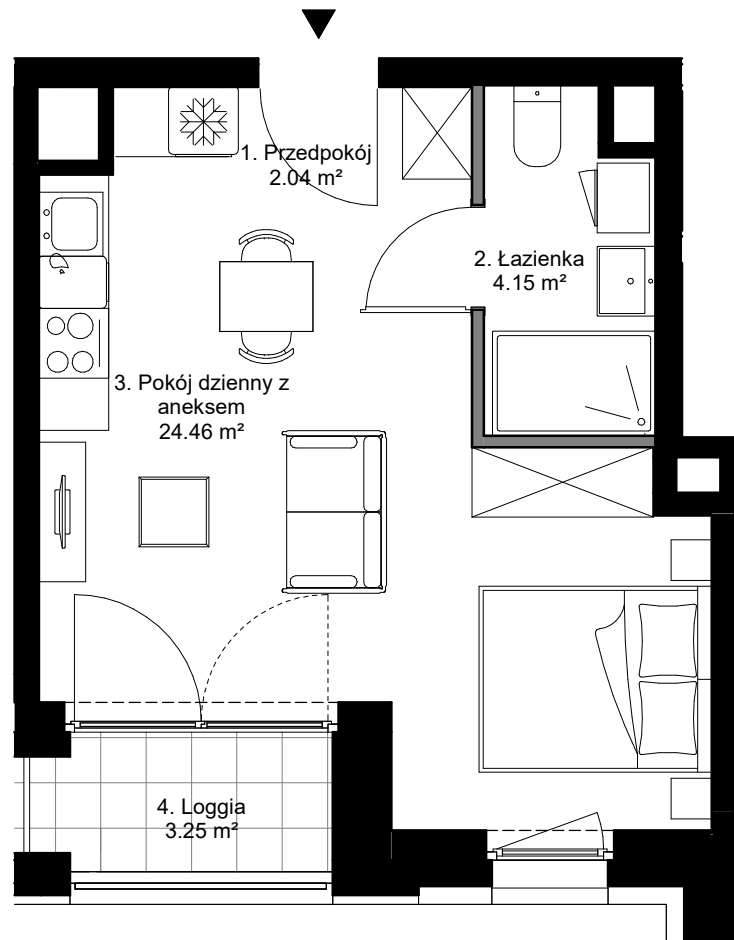 1. Przedpokój
2.04 m²
2. Łazienka
4.15 m²
3. Pokój dzienny z
aneksem
24.46 m²
4. Loggia
3.25 m²